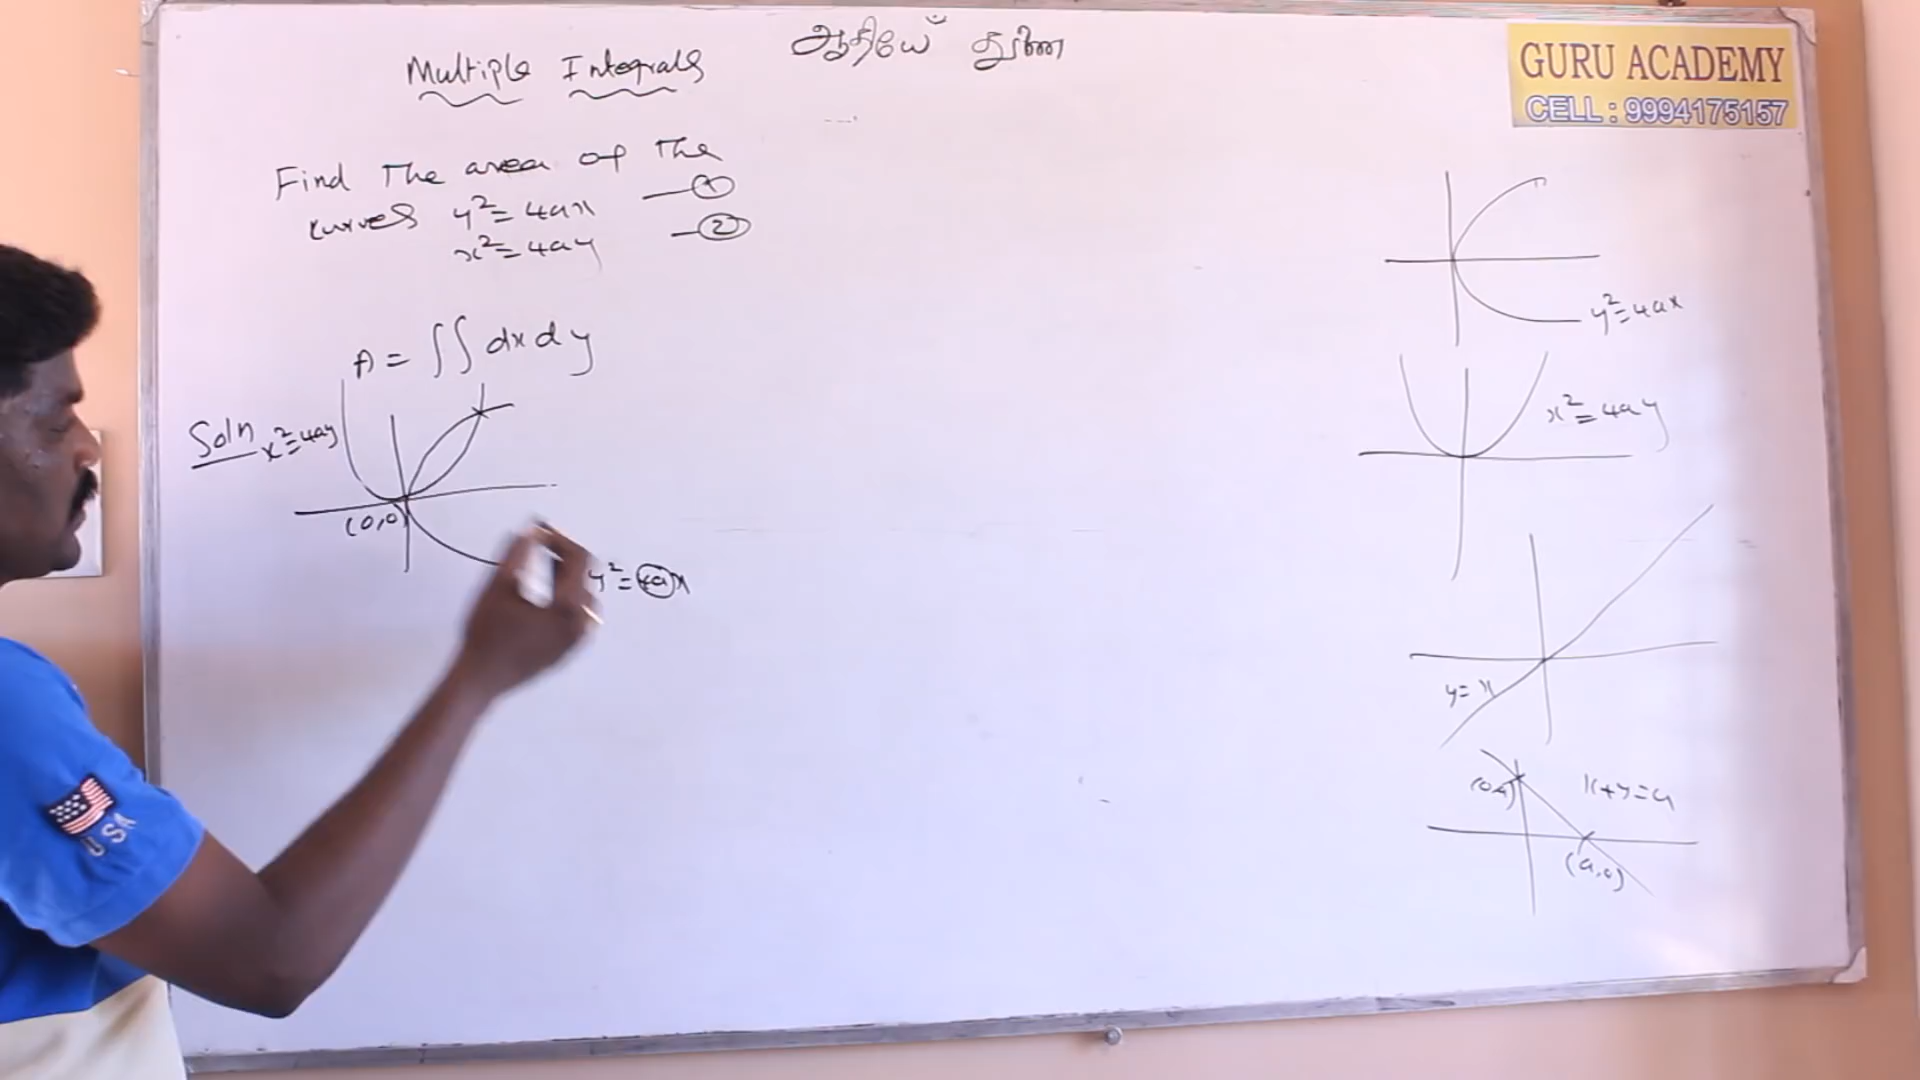 Multiple Integrals
ஆதியே துணை
GURU ACADEMY
CELL : 9994175157
Find The area of The
curves y²=4ax —①
x²=4ay —②
A = ∫∫ dx dy
Soln x²=4ay
(0,0)
y²=4ax
y²=4ax
x²=4ay
y=x
(0,a) x+y=a
(a,0)
USA